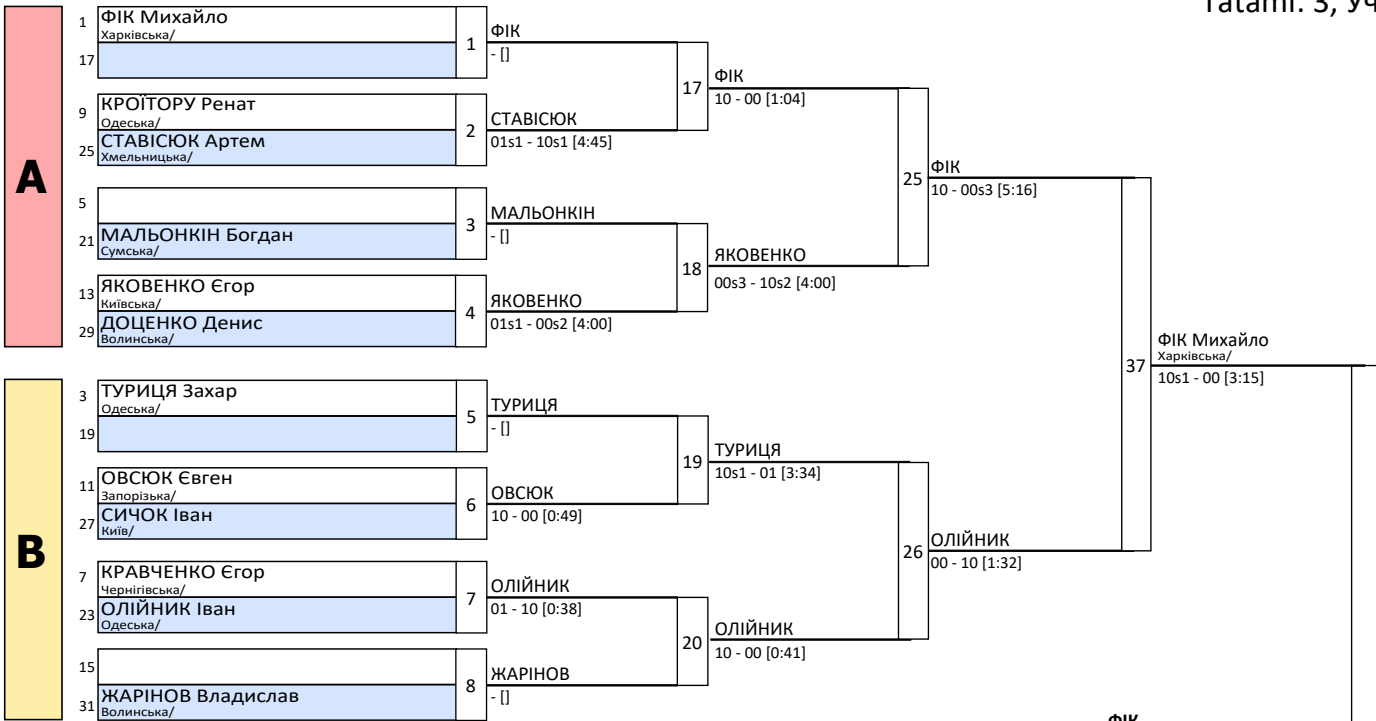 Tatami: 3, Уч
A
1 ФІК Михайло
Харківська/
17
1
ФІК
- []
9 КРОЇТОРУ Ренат
Одеська/
25 СТАВІСЮК Артем
Хмельницька/
2
СТАВІСЮК
01s1 - 10s1 [4:45]
17
ФІК
10 - 00 [1:04]
5
21 МАЛЬОНКІН Богдан
Сумська/
3
МАЛЬОНКІН
- []
13 ЯКОВЕНКО Єгор
Київська/
29 ДОЦЕНКО Денис
Волинська/
4
ЯКОВЕНКО
01s1 - 00s2 [4:00]
18
ЯКОВЕНКО
00s3 - 10s2 [4:00]
25
ФІК
10 - 00s3 [5:16]
B
3 ТУРИЦЯ Захар
Одеська/
19
5
ТУРИЦЯ
- []
11 ОВСЮК Євген
Запорізька/
27 СИЧОК Іван
Київ/
6
ОВСЮК
10 - 00 [0:49]
19
ТУРИЦЯ
10s1 - 01 [3:34]
7 КРАВЧЕНКО Єгор
Чернігівська/
23 ОЛІЙНИК Іван
Одеська/
7
ОЛІЙНИК
01 - 10 [0:38]
15
31 ЖАРІНОВ Владислав
Волинська/
8
ЖАРІНОВ
- []
20
ОЛІЙНИК
10 - 00 [0:41]
26
ОЛІЙНИК
00 - 10 [1:32]
37
ФІК Михайло
Харківська/
10s1 - 00 [3:15]
ФІК